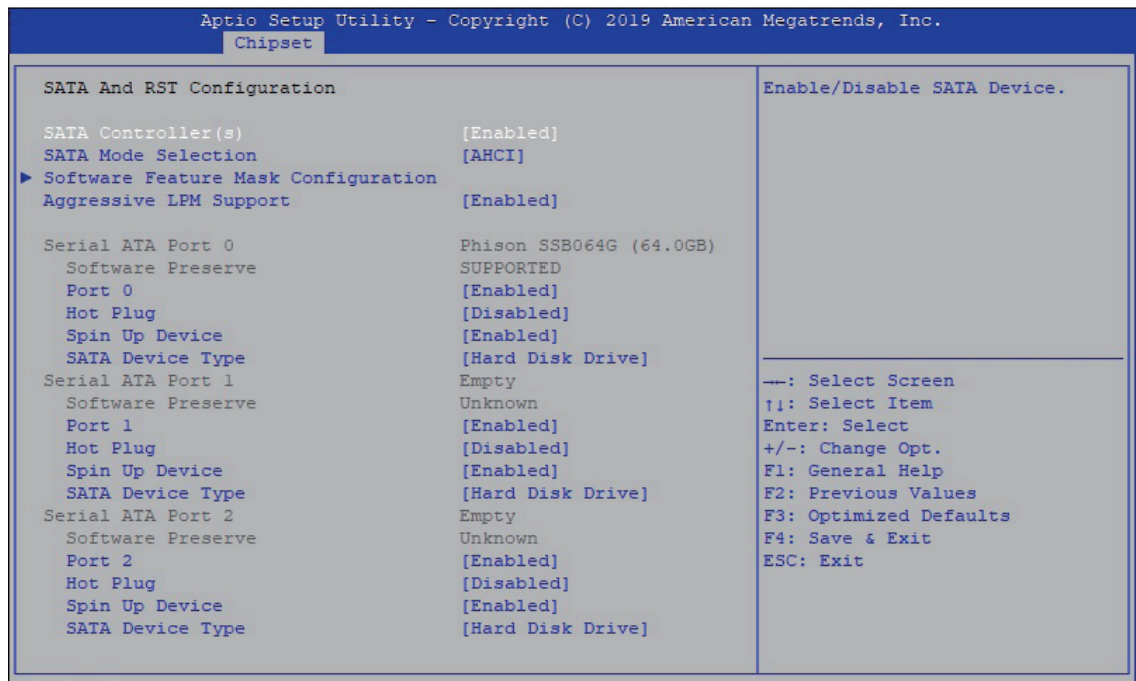 Aptio Setup Utility - Copyright (C) 2019 American Megatrends, Inc.
Chipset
SATA And RST Configuration
SATA Controller(s) [Enabled]
SATA Mode Selection [AHCI]
► Software Feature Mask Configuration
Aggressive LPM Support [Enabled]
Serial ATA Port 0 Phison SSB064G (64.0GB)
Software Preserve SUPPORTED
Port 0 [Enabled]
Hot Plug [Disabled]
Spin Up Device [Enabled]
SATA Device Type [Hard Disk Drive]
Serial ATA Port 1 Empty
Software Preserve Unknown
Port 1 [Enabled]
Hot Plug [Disabled]
Spin Up Device [Enabled]
SATA Device Type [Hard Disk Drive]
Serial ATA Port 2 Empty
Software Preserve Unknown
Port 2 [Enabled]
Hot Plug [Disabled]
Spin Up Device [Enabled]
SATA Device Type [Hard Disk Drive]
Enable/Disable SATA Device.
→←: Select Screen
↑↓: Select Item
Enter: Select
+/-: Change Opt.
F1: General Help
F2: Previous Values
F3: Optimized Defaults
F4: Save & Exit
ESC: Exit